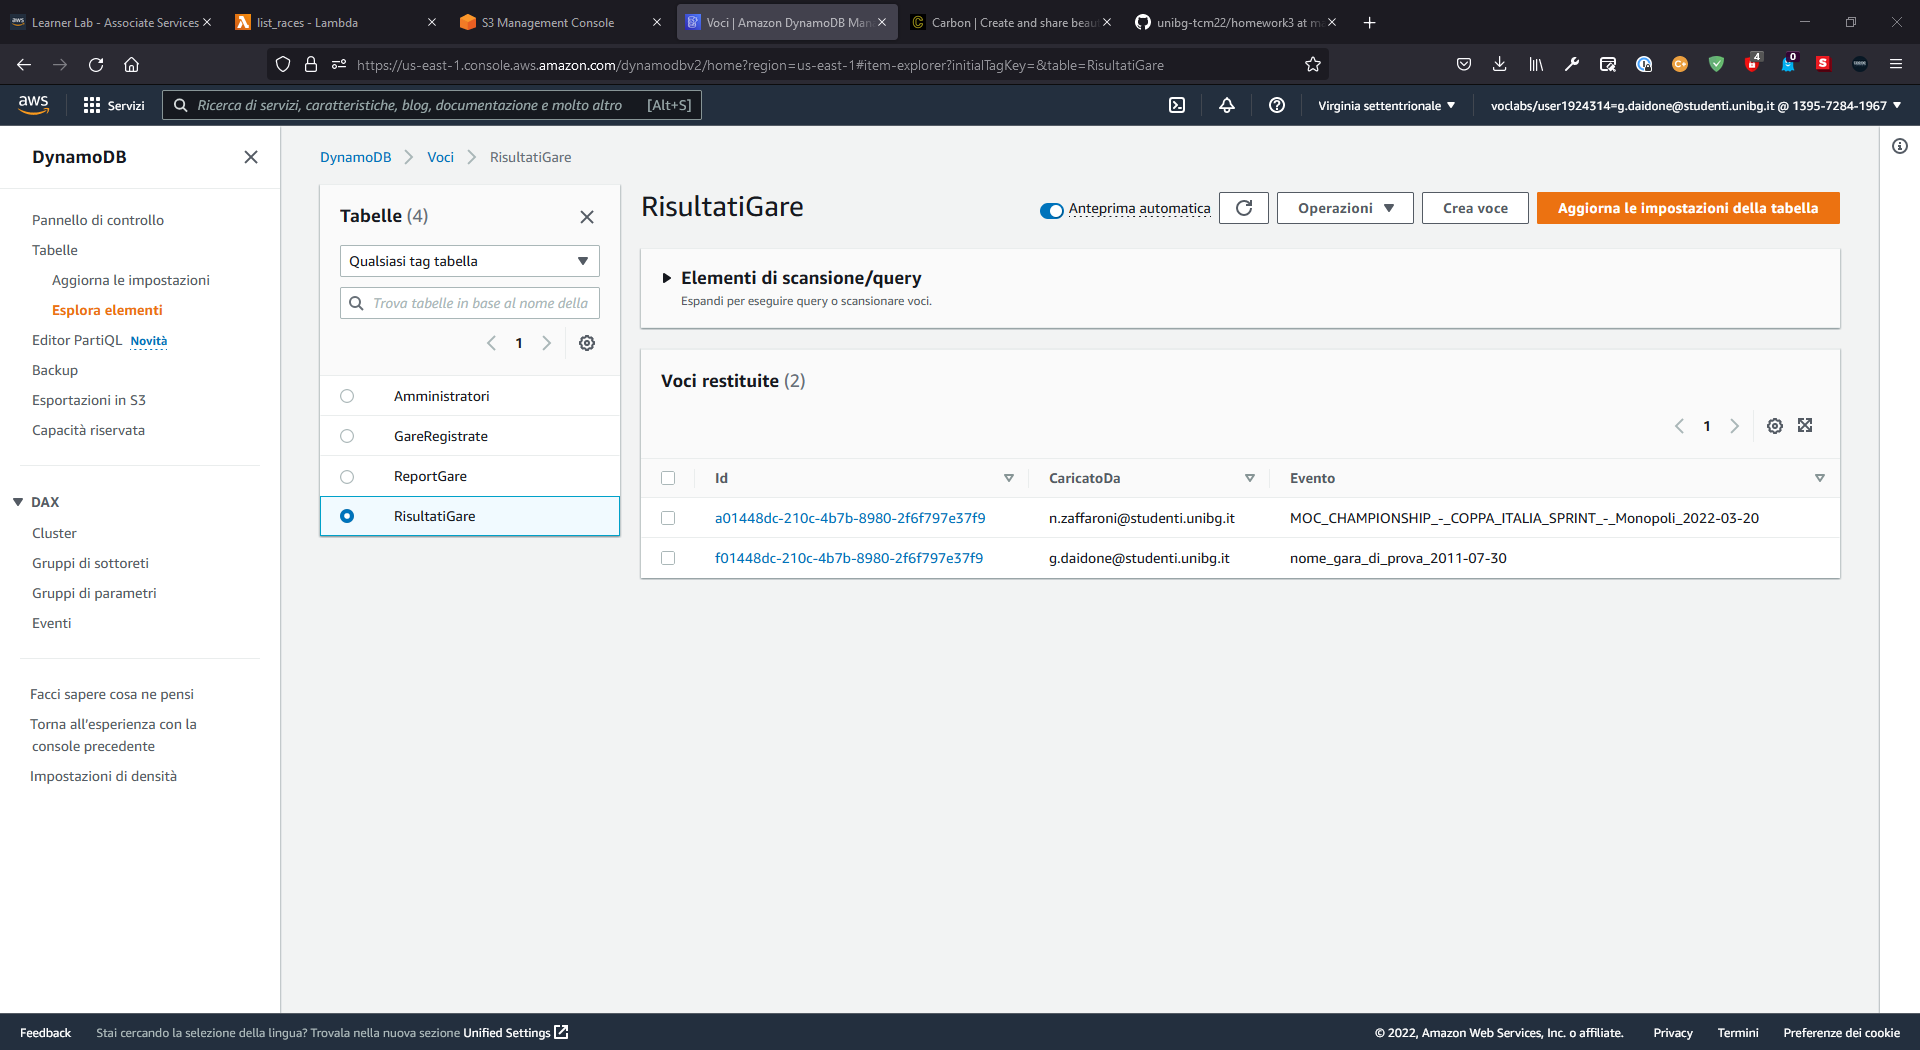 Learner Lab - Associate Services
list_races - Lambda
S3 Management Console
Voci | Amazon DynamoDB Man
Carbon | Create and share beau
unibg-tcm22/homework3 at m
https://us-east-1.console.aws.amazon.com/dynamodbv2/home?region=us-east-1#item-explorer?initialTagKey=&table=RisultatiGare
4
0
aws
Servizi
Ricerca di servizi, caratteristiche, blog, documentazione e molto altro [Alt+S]
Virginia settentrionale
voclabs/user1924314=g.daidone@studenti.unibg.it @ 1395-7284-1967
DynamoDB
Pannello di controllo
Tabelle
Aggiorna le impostazioni
Esplora elementi
Editor PartiQL Novità
Backup
Esportazioni in S3
Capacità riservata
DAX
Cluster
Gruppi di sottoreti
Gruppi di parametri
Eventi
Facci sapere cosa ne pensi
Torna all'esperienza con la
console precedente
Impostazioni di densità
DynamoDB
Voci
RisultatiGare
Tabelle (4)
Qualsiasi tag tabella
Trova tabelle in base al nome della
1
Amministratori
GareRegistrate
ReportGare
RisultatiGare
RisultatiGare
Anteprima automatica
Operazioni
Crea voce
Aggiorna le impostazioni della tabella
Elementi di scansione/query
Espandi per eseguire query o scansionare voci.
Voci restituite (2)
1
Id CaricatoDa Evento
a01448dc-210c-4b7b-8980-2f6f797e37f9 n.zaffaroni@studenti.unibg.it MOC_CHAMPIONSHIP_-_COPPA_ITALIA_SPRINT_-_Monopoli_2022-03-20
f01448dc-210c-4b7b-8980-2f6f797e37f9 g.daidone@studenti.unibg.it nome_gara_di_prova_2011-07-30
Feedback
Stai cercando la selezione della lingua? Trovala nella nuova sezione Unified Settings
© 2022, Amazon Web Services, Inc. o affiliate.
Privacy
Termini
Preferenze dei cookie